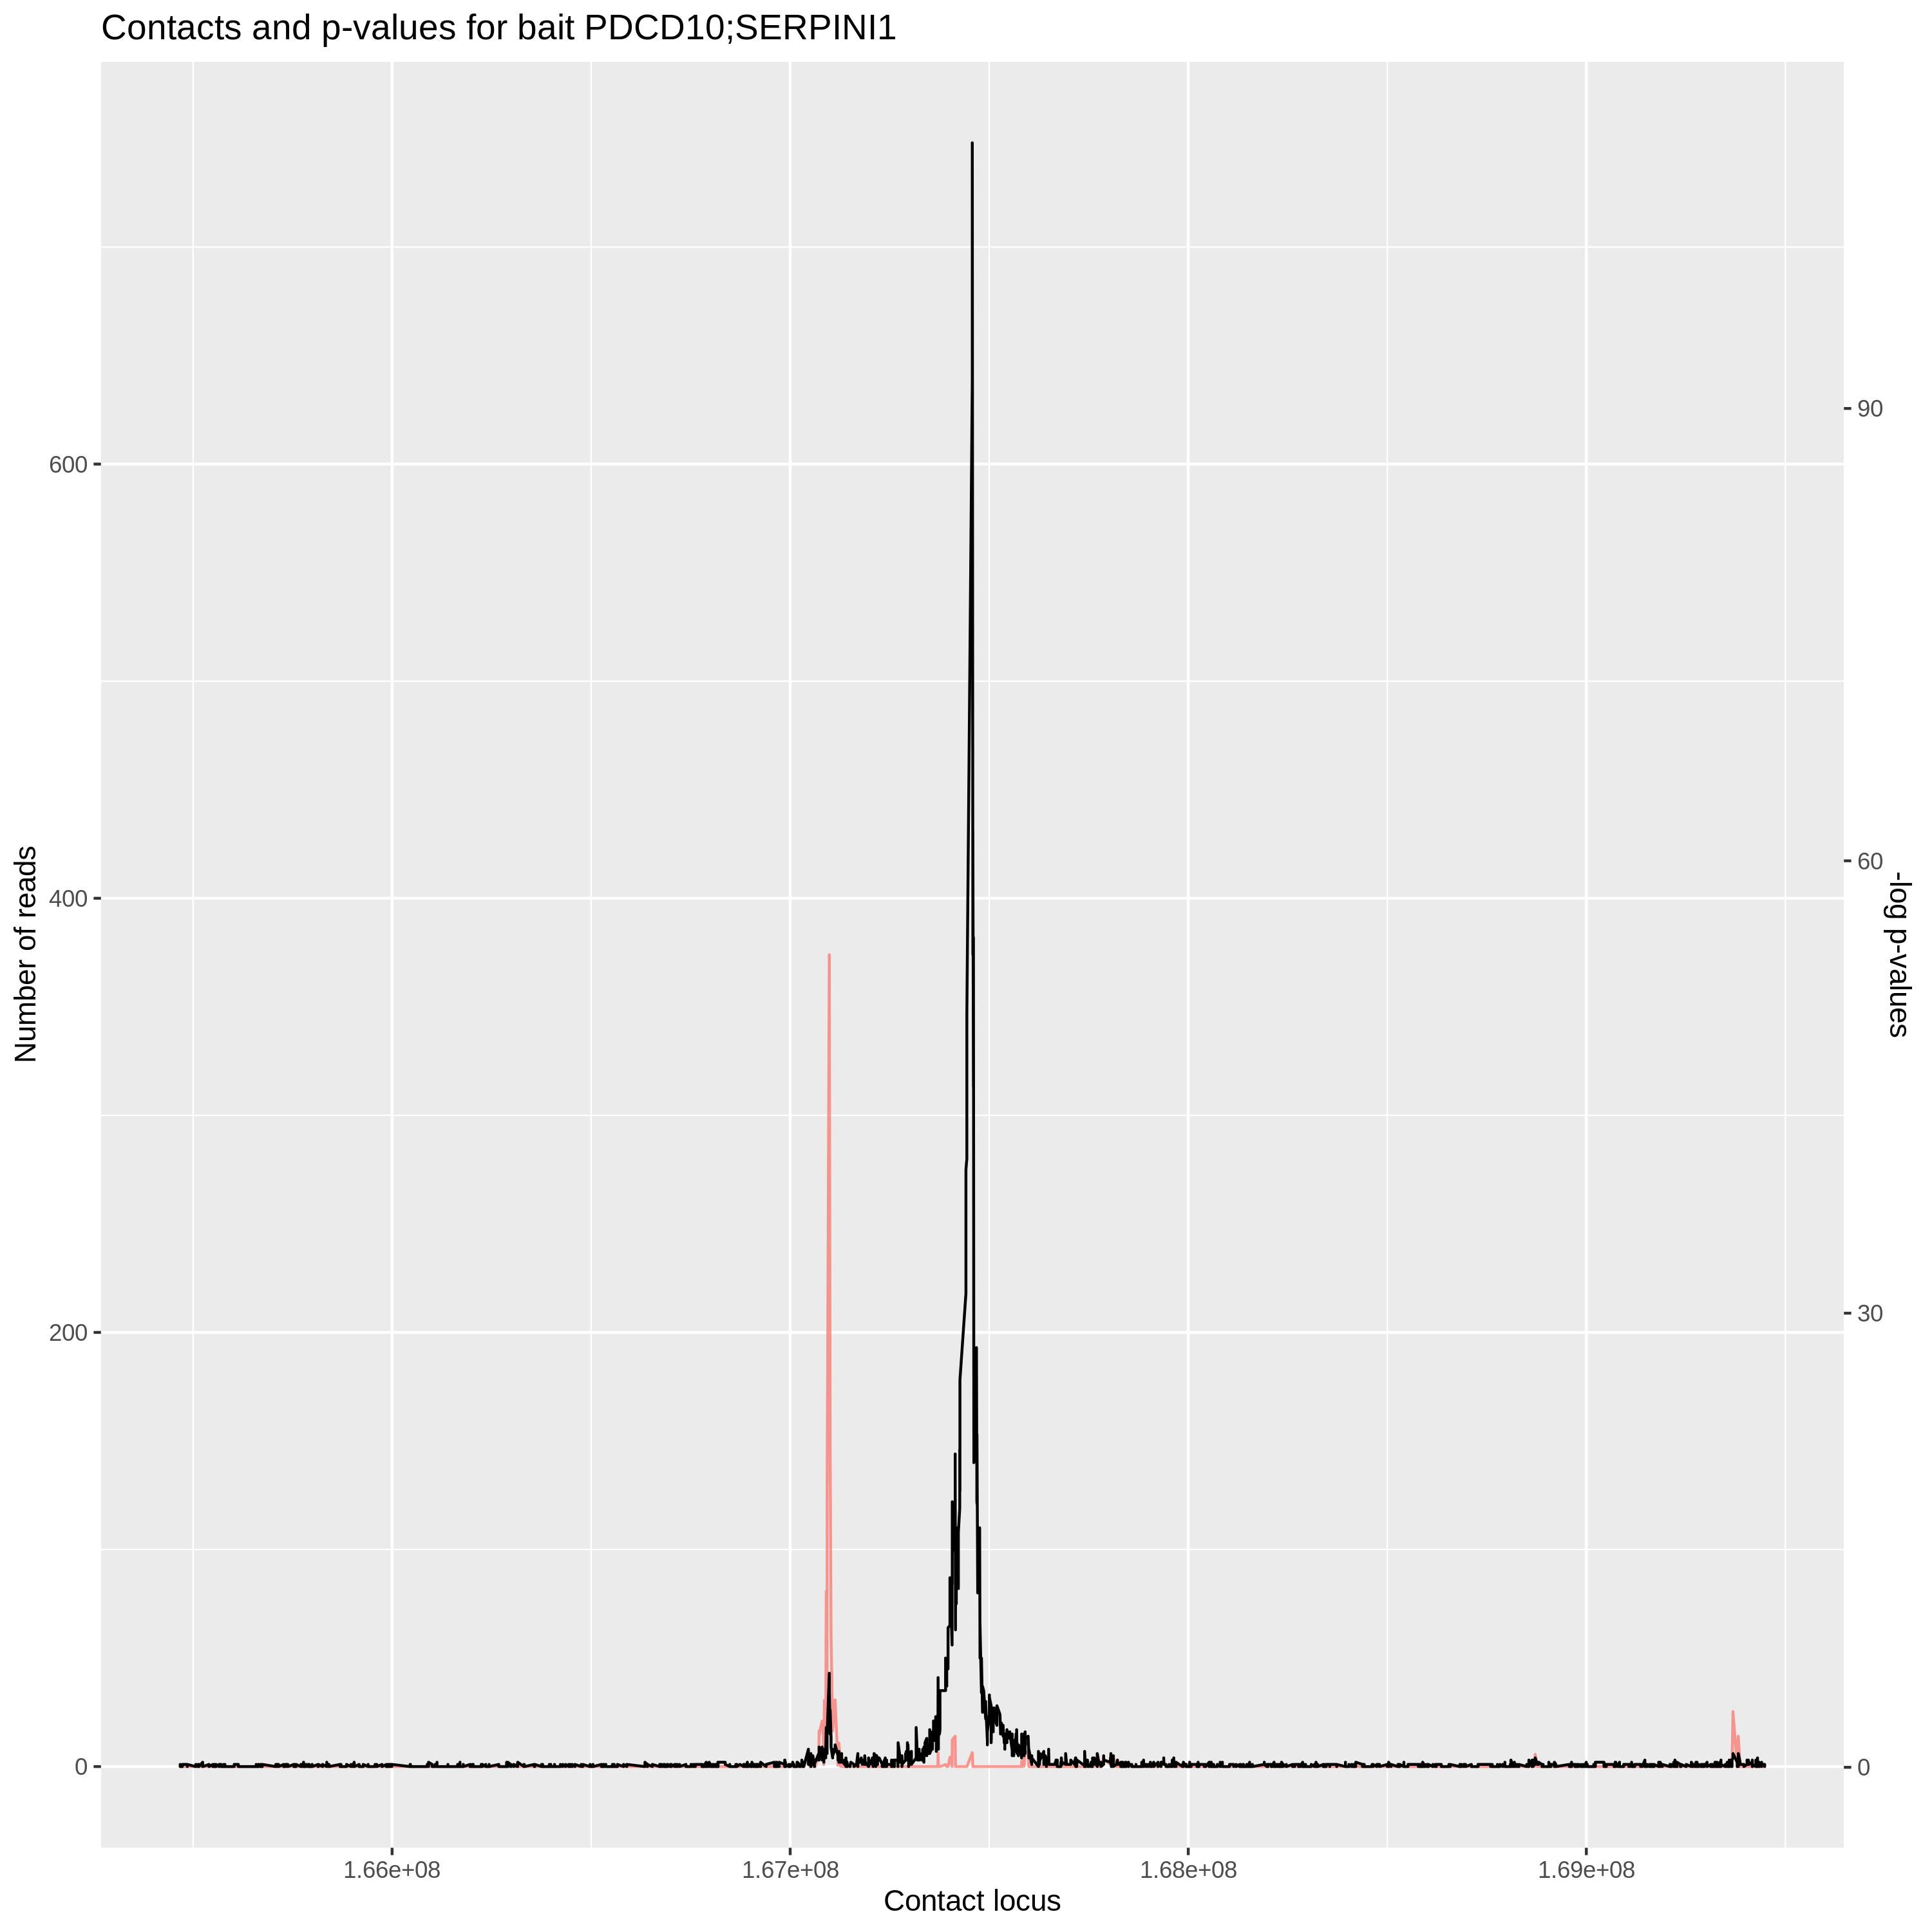 Contacts and p-values for bait PDCD10;SERPINI1
Number of reads
600
400
200
0
90
60
30
0
-log p-values
1.66e+08
1.67e+08
1.68e+08
1.69e+08
Contact locus